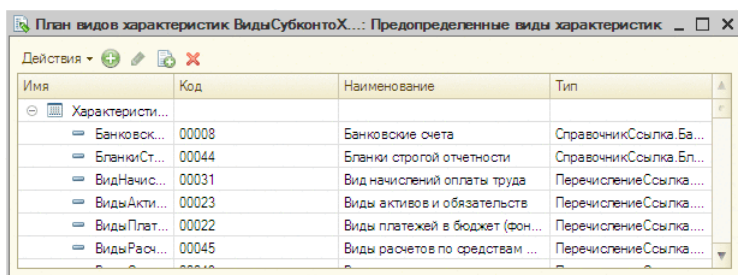 План видов характеристик ВидыСубконтоХ...: Предопределенные виды характеристик
Действия
Имя Код Наименование Тип
Характеристи...
Банковск... 00008 Банковские счета СправочникСсылка.Ба...
БланкиСт... 00044 Бланки строгой отчетности СправочникСсылка.Бл...
ВидНачис... 00031 Вид начислений оплаты труда ПеречислениеСсылка....
ВидыАкти... 00023 Виды активов и обязательств ПеречислениеСсылка....
ВидыПлат... 00022 Виды платежей в бюджет (фон... ПеречислениеСсылка....
ВидыРасч... 00045 Виды расчетов по средствам ... ПеречислениеСсылка....